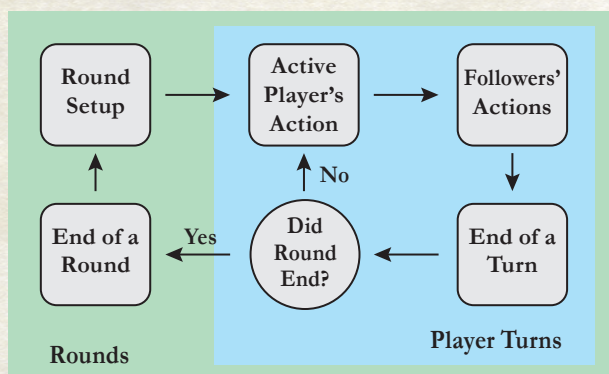 Round
Setup
Active
Player's
Action
Followers'
Actions
No
End of a
Round
Yes
Did
Round
End?
End of a
Turn
Rounds
Player Turns